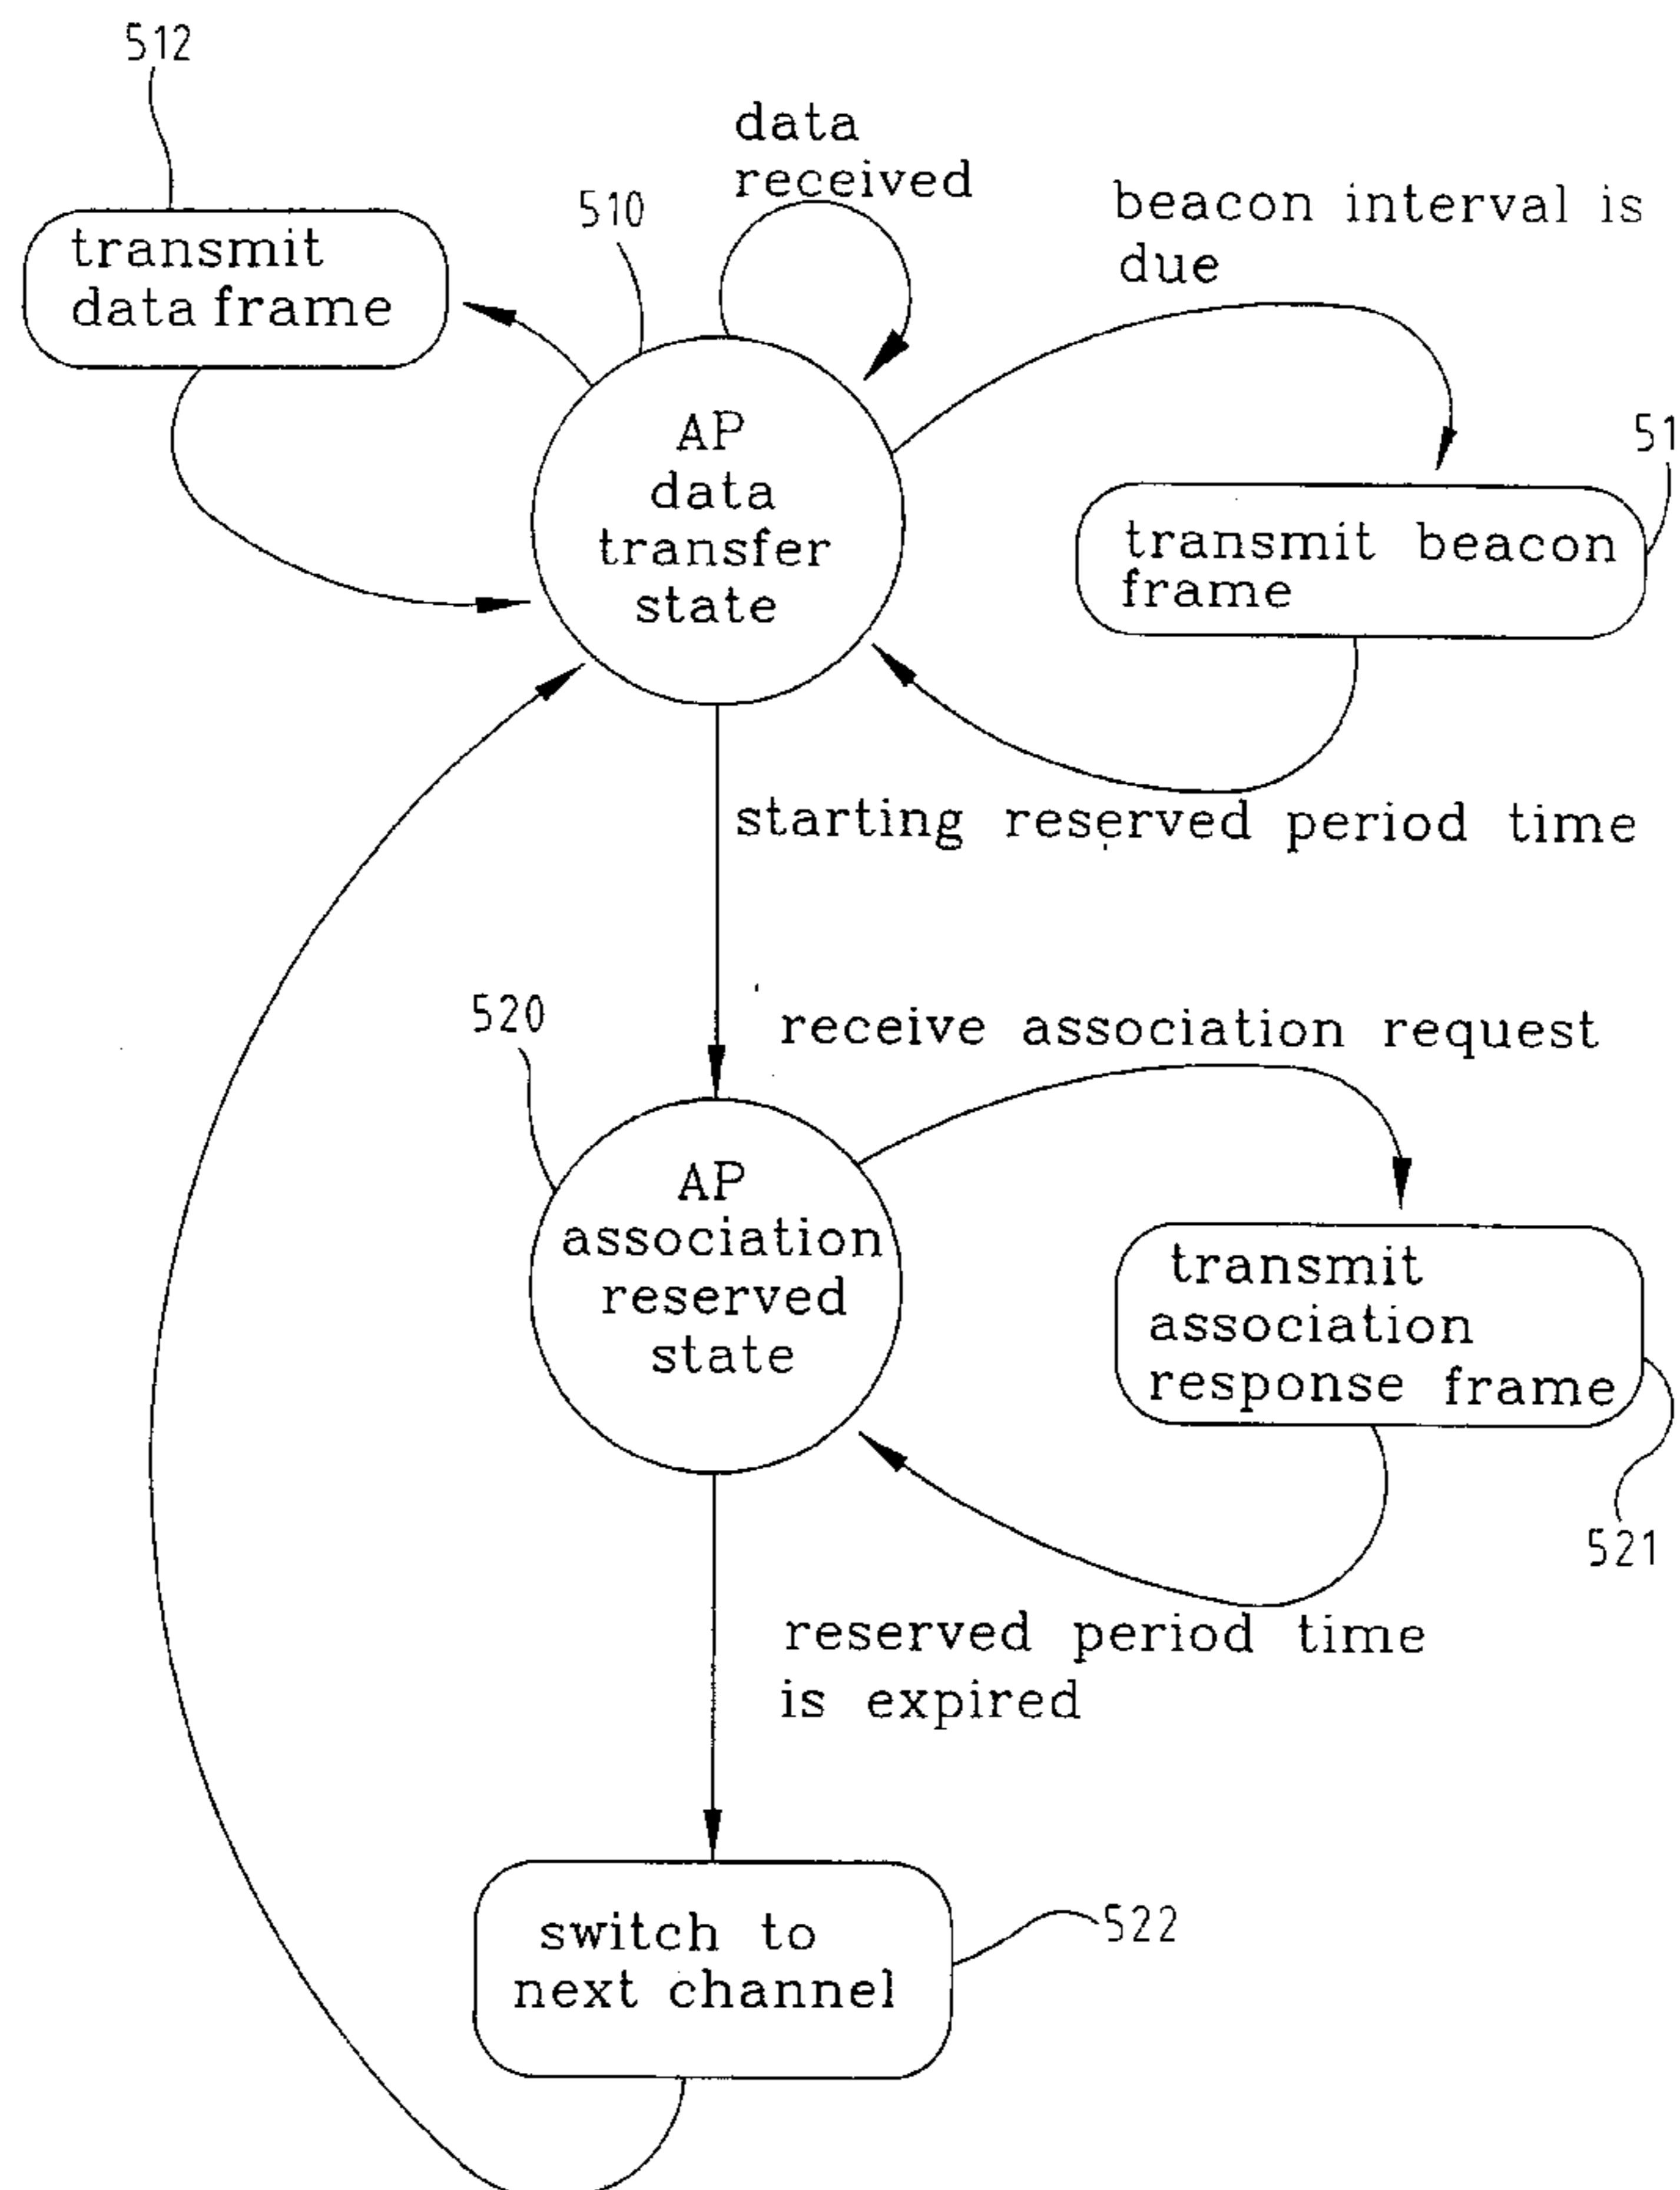 512
data
received
510
beacon interval is
due
transmit
data frame
AP
data
transfer
state
51
transmit beacon
frame
starting reserved period time
520
receive association request
AP
association
reserved
state
transmit
association
response frame
521
reserved period time
is expired
switch to
next channel
522